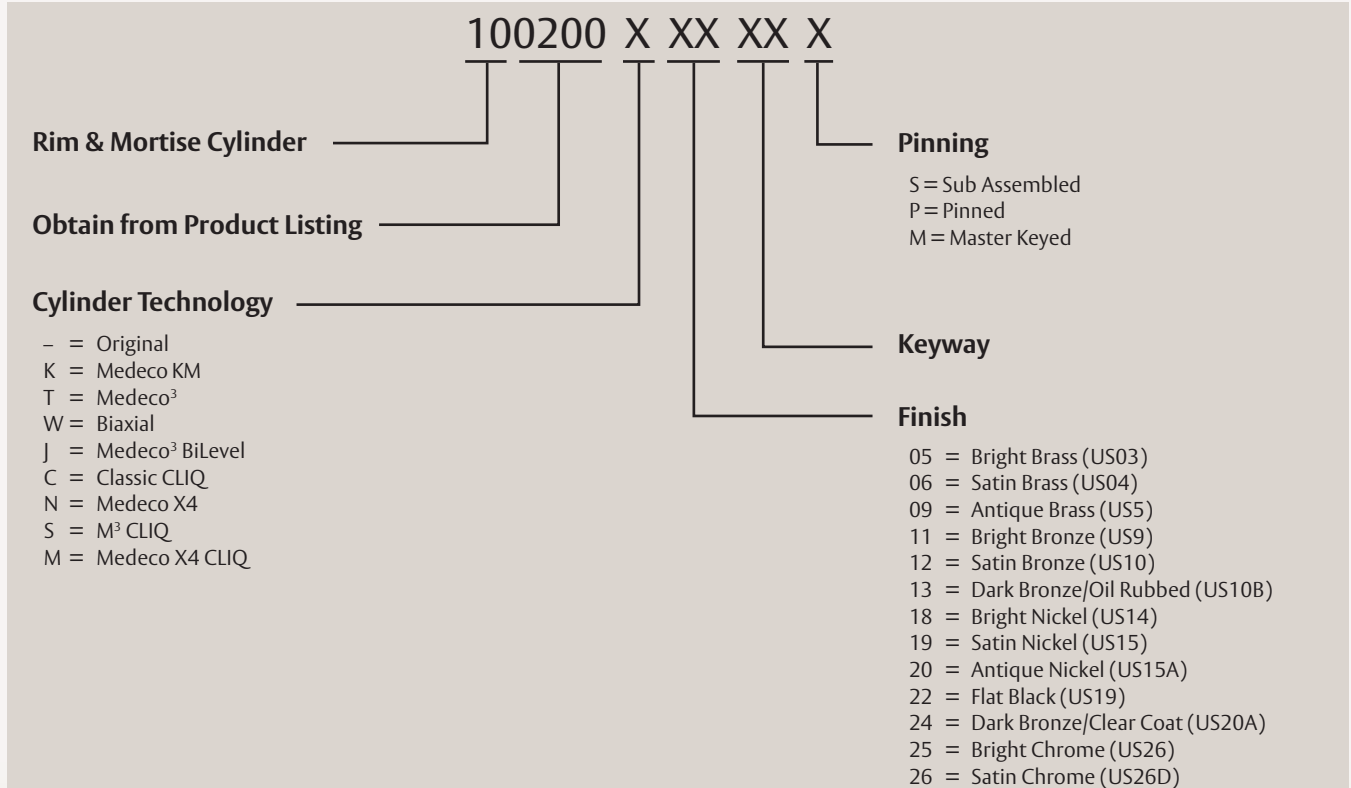 100200 X XX XX X
Rim & Mortise Cylinder
Obtain from Product Listing
Cylinder Technology
– = Original
K = Medeco KM
T = Medeco³
W = Biaxial
J = Medeco³ BiLevel
C = Classic CLIQ
N = Medeco X4
S = M³ CLIQ
M = Medeco X4 CLIQ
Pinning
S = Sub Assembled
P = Pinned
M = Master Keyed
Keyway
Finish
05 = Bright Brass (US03)
06 = Satin Brass (US04)
09 = Antique Brass (US5)
11 = Bright Bronze (US9)
12 = Satin Bronze (US10)
13 = Dark Bronze/Oil Rubbed (US10B)
18 = Bright Nickel (US14)
19 = Satin Nickel (US15)
20 = Antique Nickel (US15A)
22 = Flat Black (US19)
24 = Dark Bronze/Clear Coat (US20A)
25 = Bright Chrome (US26)
26 = Satin Chrome (US26D)